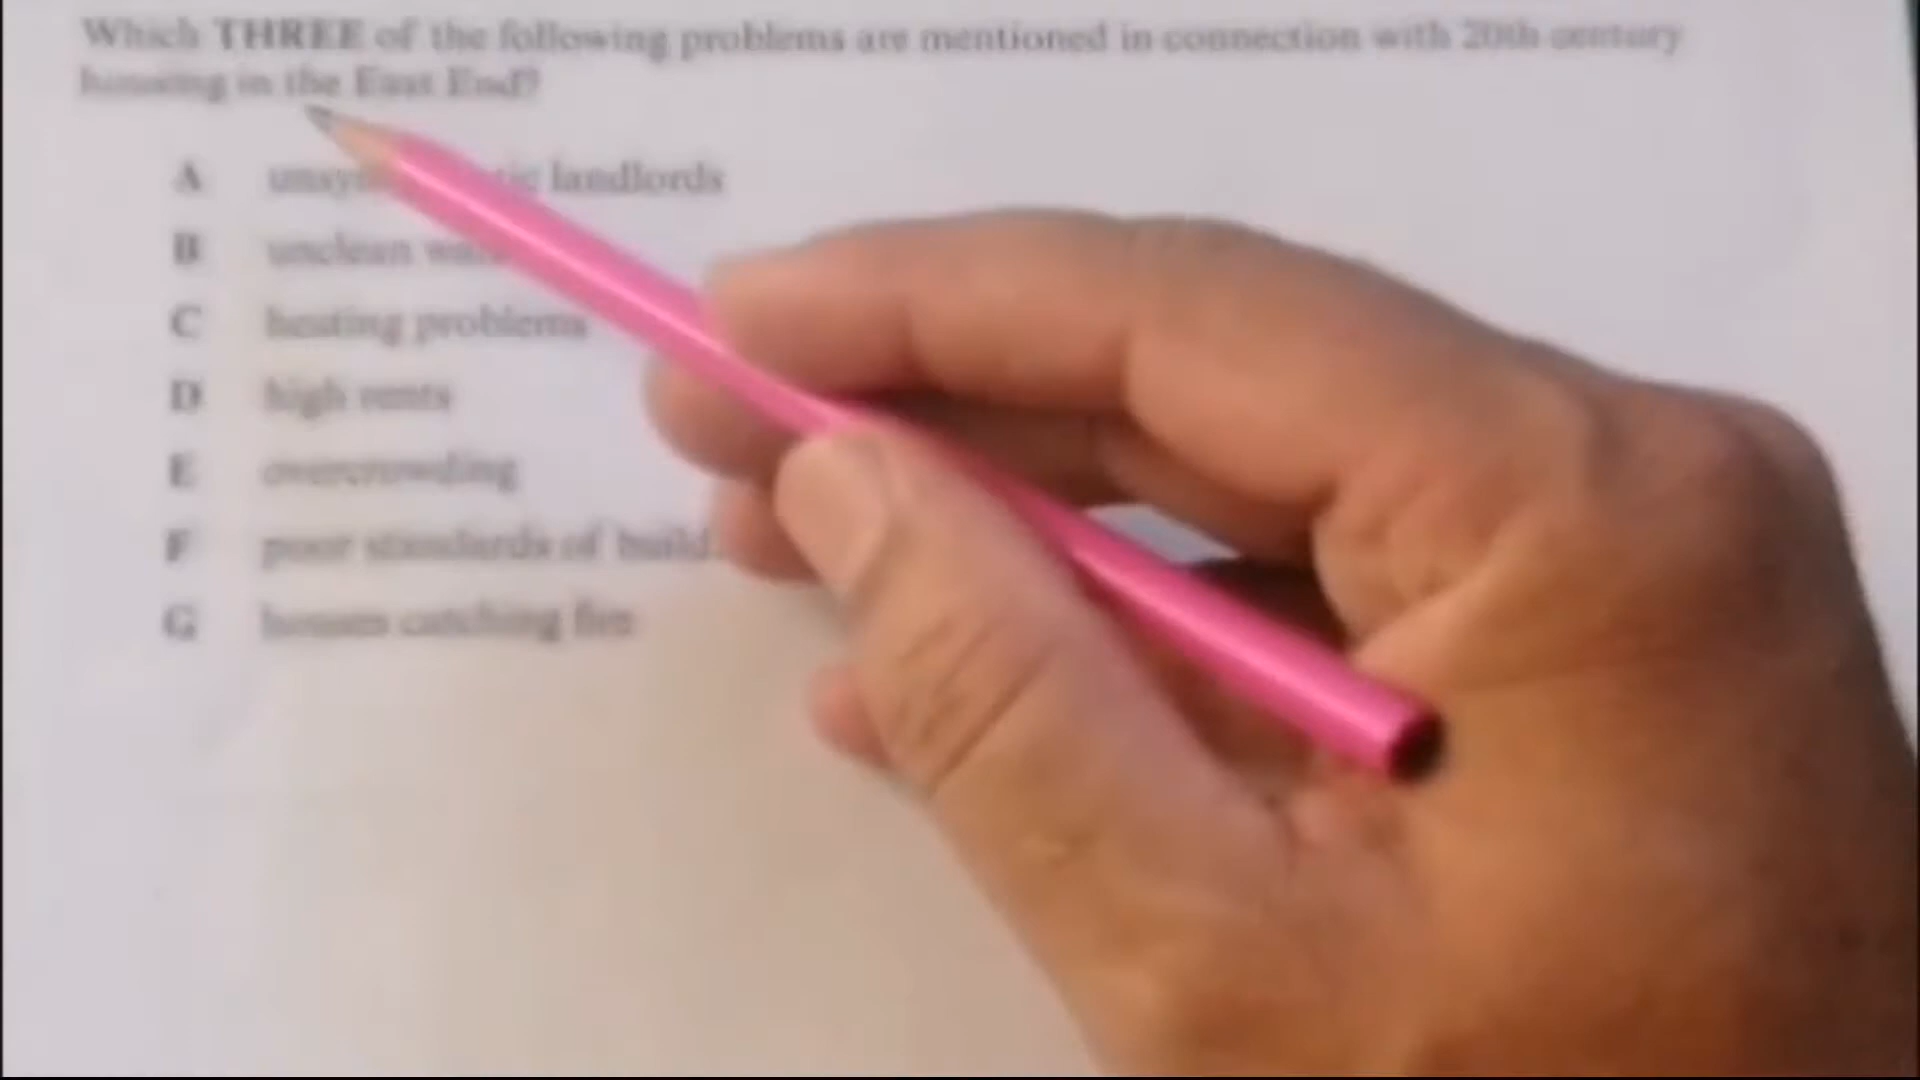 Which THREE of the following problems are mentioned in connection with 20th century
housing in the East End?
A landlords
B unclean
C heating problems
D high rents
E overcrowding
F poor standards of build
G houses catching fire